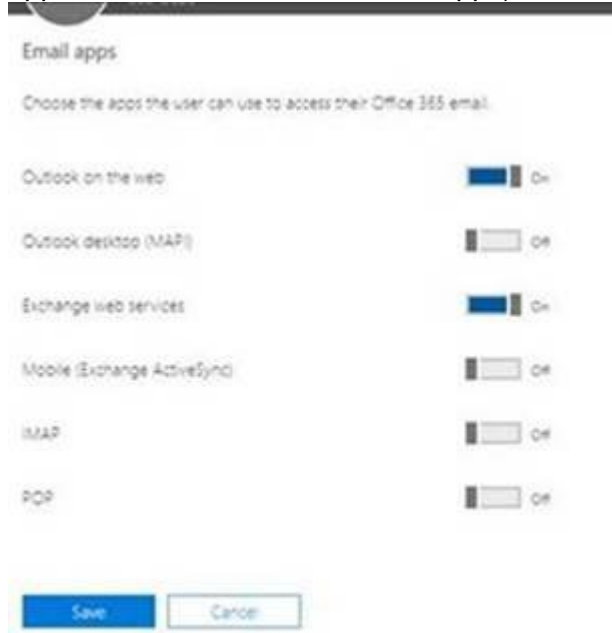 Email apps
Choose the apps the user can use to access their Office 365 email.
Outlook on the web On
Outlook desktop (MAPI) Off
Exchange web services On
Mobile (Exchange ActiveSync) Off
IMAP Off
POP Off
Save Cancel